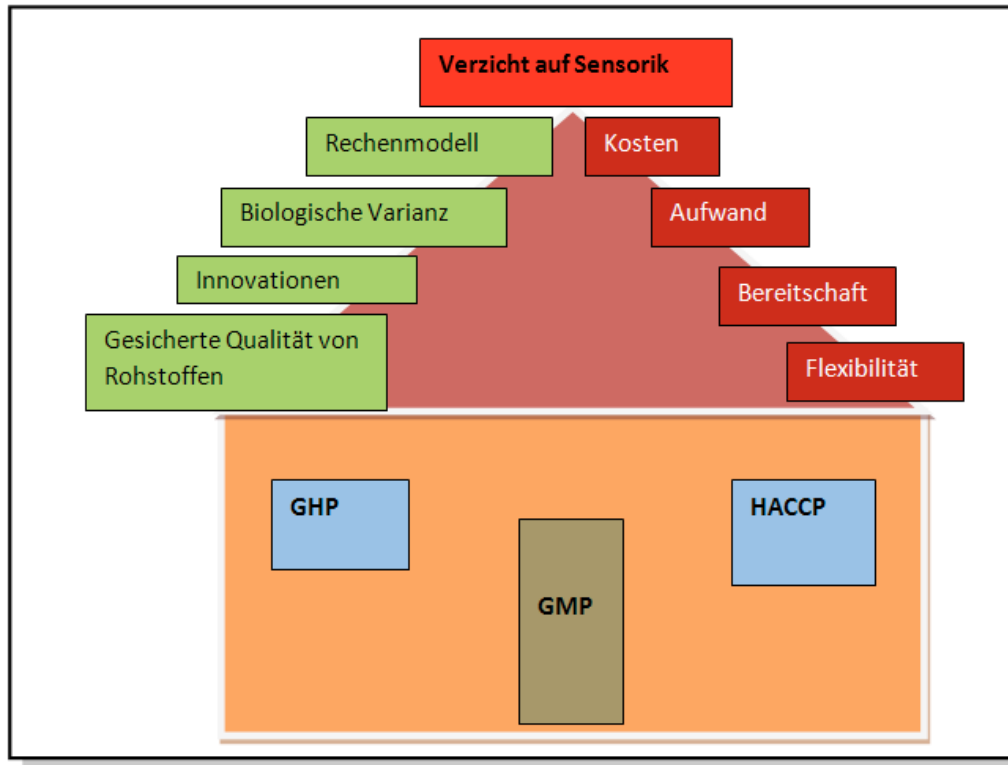 Verzicht auf Sensorik
Rechenmodell
Kosten
Biologische Varianz
Aufwand
Innovationen
Bereitschaft
Gesicherte Qualität von
Rohstoffen
Flexibilität
GHP
HACCP
GMP